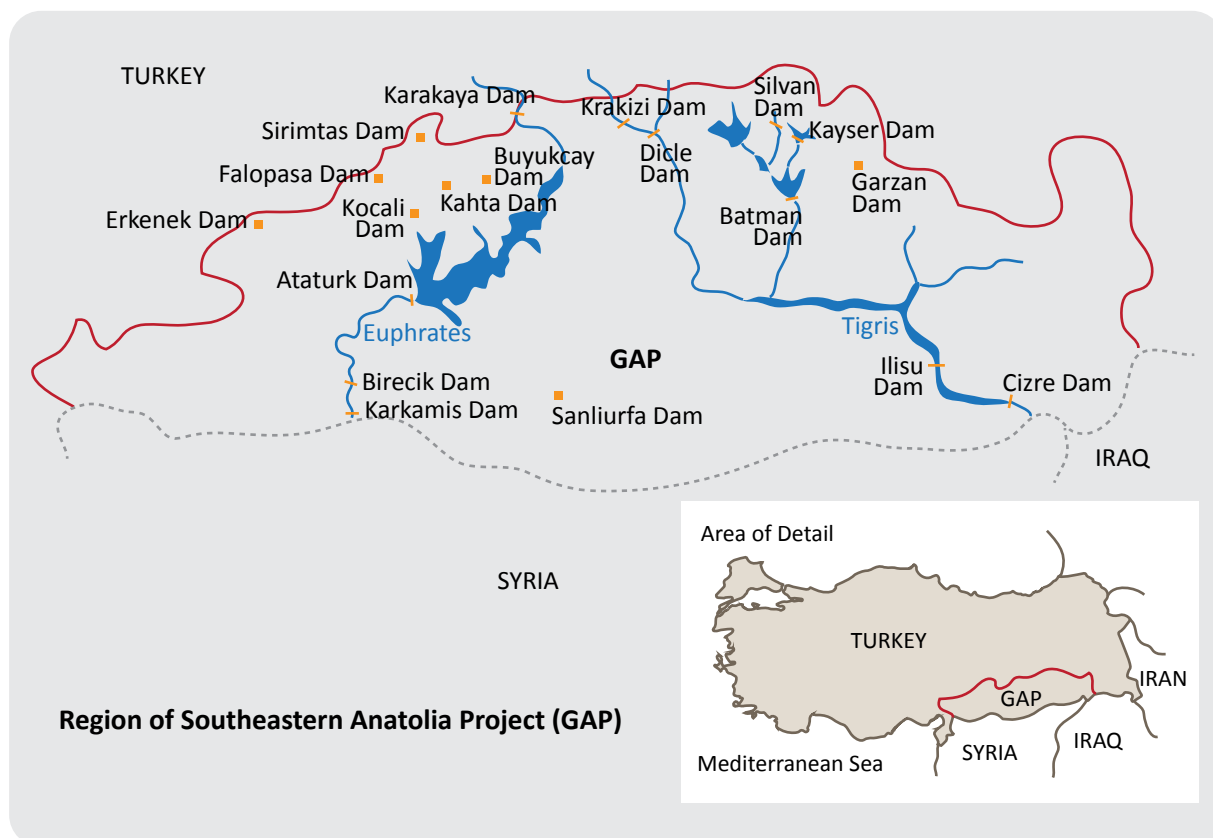 TURKEY
Karakaya Dam
Krakizi Dam
Silvan
Dam
Kayser Dam
Sirimtas Dam
Buyukcay
Dam
Dicle
Dam
Falopasa Dam
Kahta Dam
Garzan
Dam
Erkenek Dam
Kocali
Dam
Batman
Dam
Ataturk Dam
Euphrates
Tigris
GAP
Ilisu
Dam
Birecik Dam
Cizre Dam
Karkamis Dam
Sanliurfa Dam
IRAQ
SYRIA
Region of Southeastern Anatolia Project (GAP)
Area of Detail
TURKEY
IRAN
GAP
SYRIA
IRAQ
Mediterranean Sea